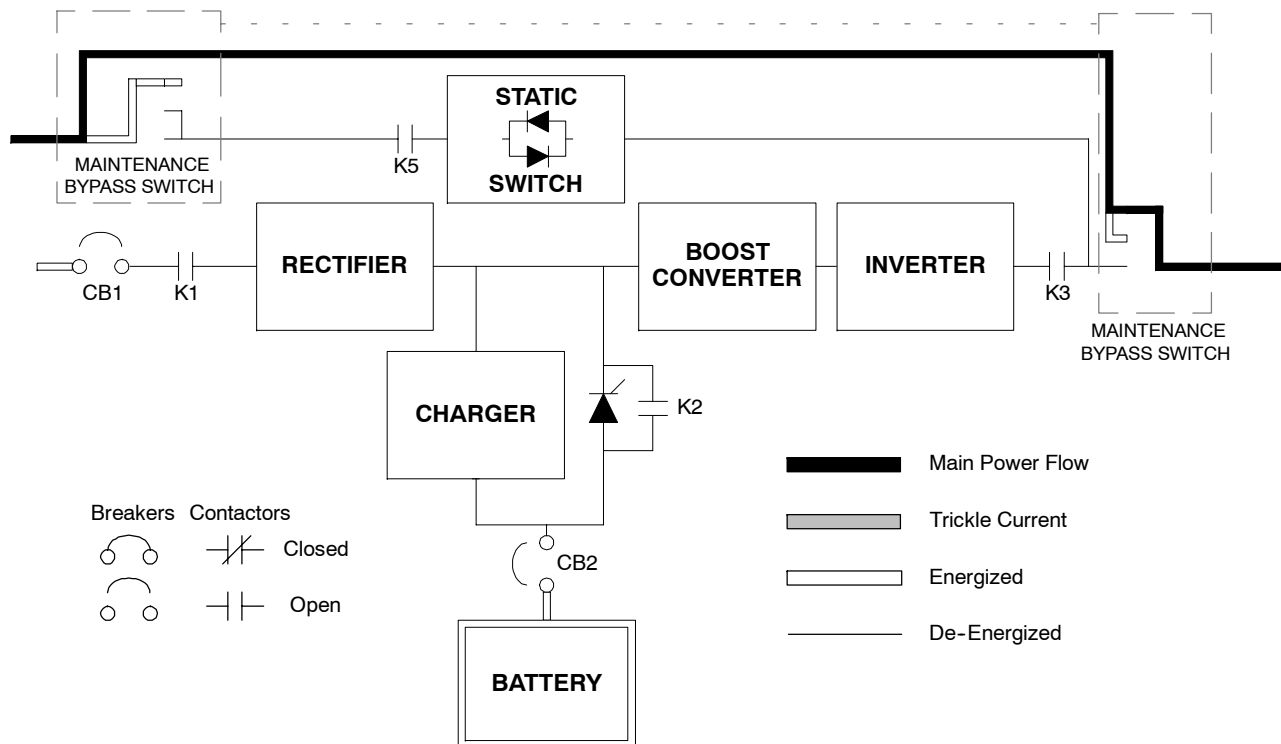 STATIC
SWITCH
K5
MAINTENANCE
BYPASS SWITCH
CB1
K1
RECTIFIER
BOOST
CONVERTER
INVERTER
K3
MAINTENANCE
BYPASS SWITCH
CHARGER
K2
Main Power Flow
Trickle Current
Energized
De-Energized
Breakers Contactors
Closed
Open
CB2
BATTERY